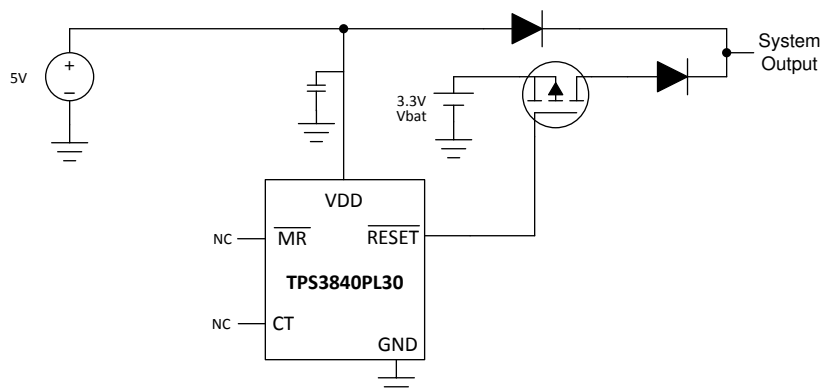 System
Output
5V
+
−
3.3V
Vbat
VDD
NC
MR
RESET
TPS3840PL30
NC
CT
GND